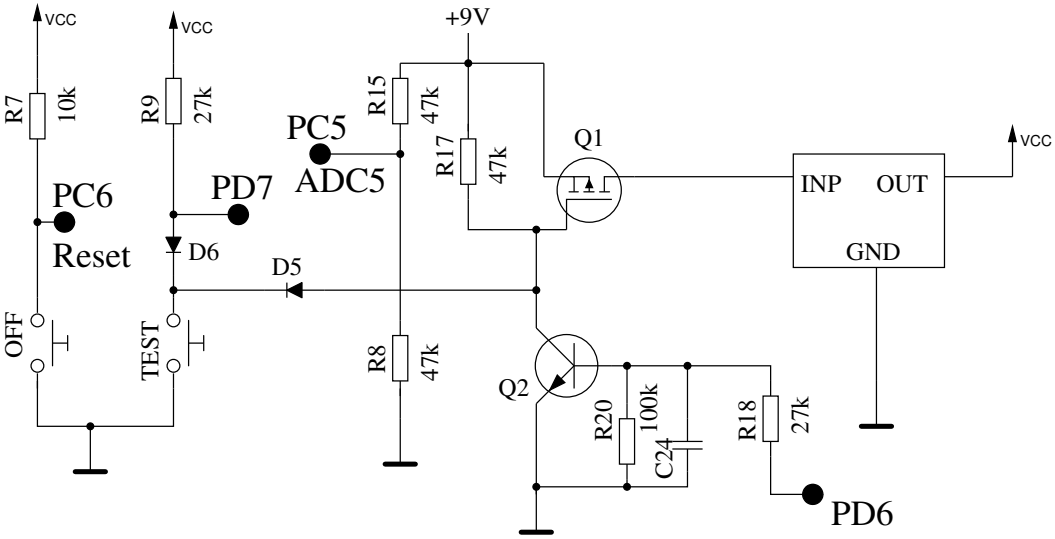 VCC
VCC
+9V
VCC
R7
10k
R9
27k
R15
47k
PC5
ADC5
R17
47k
Q1
INP
OUT
GND
PC6
Reset
PD7
D6
D5
OFF
TEST
R8
47k
Q2
R20
100k
C24
R18
27k
PD6